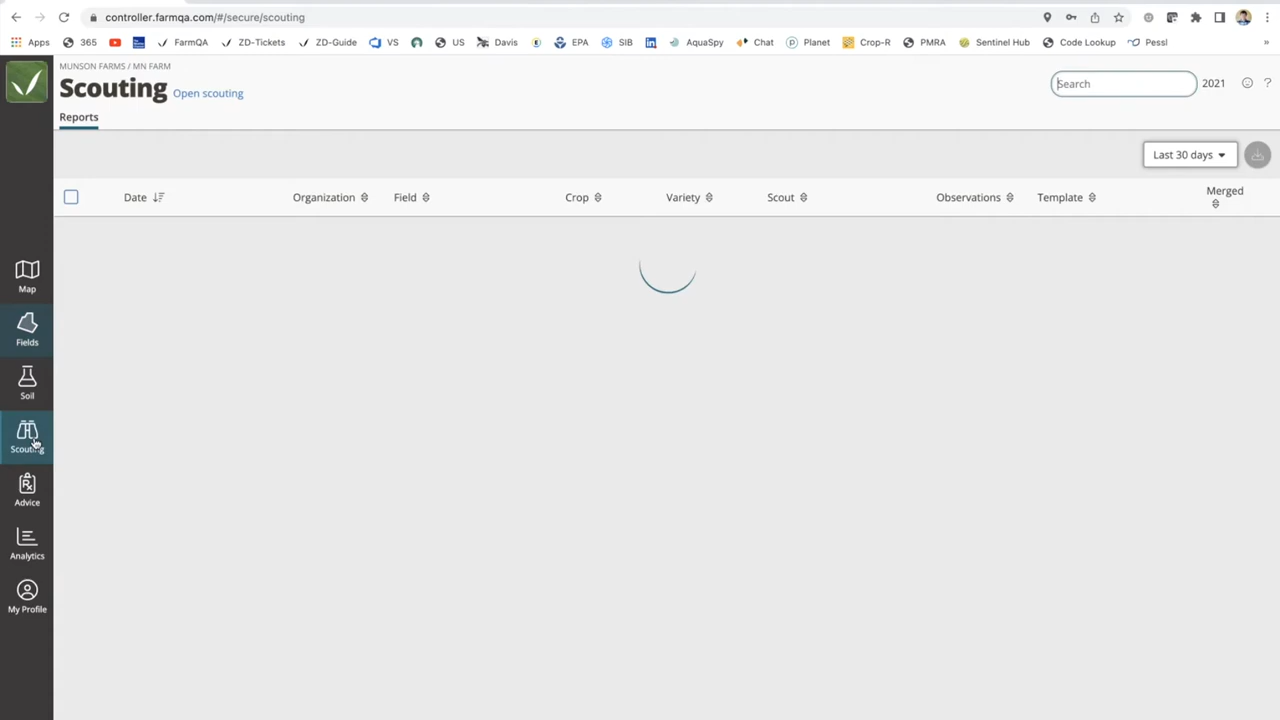 controller.farmqa.com/#/secure/scouting
Apps 365 FarmQA ZD-Tickets ZD-Guide VS US Davis EPA SIB AquaSpy Chat Planet Crop-R PMRA Sentinel Hub Code Lookup Pessl »
MUNSON FARMS / MN FARM
Scouting Open scouting
Search 2021 ?
Reports
Last 30 days
Date Organization Field Crop Variety Scout Observations Template Merged
Map
Fields
Soil
Scouting
Advice
Analytics
My Profile